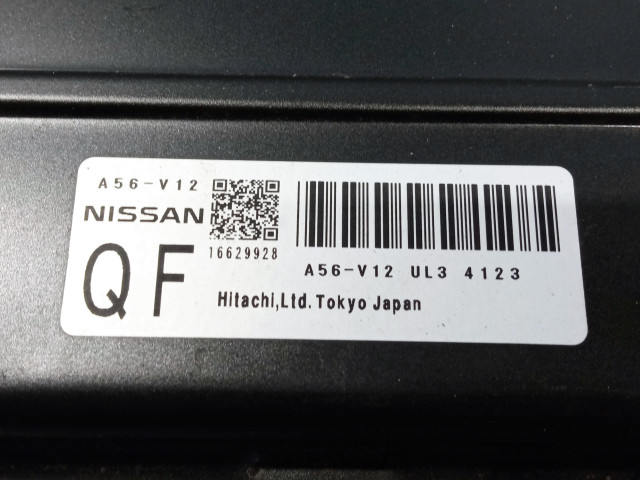 A56-V12
NISSAN
16629928
QF
A56-V12 UL3 4123
Hitachi,Ltd. Tokyo Japan